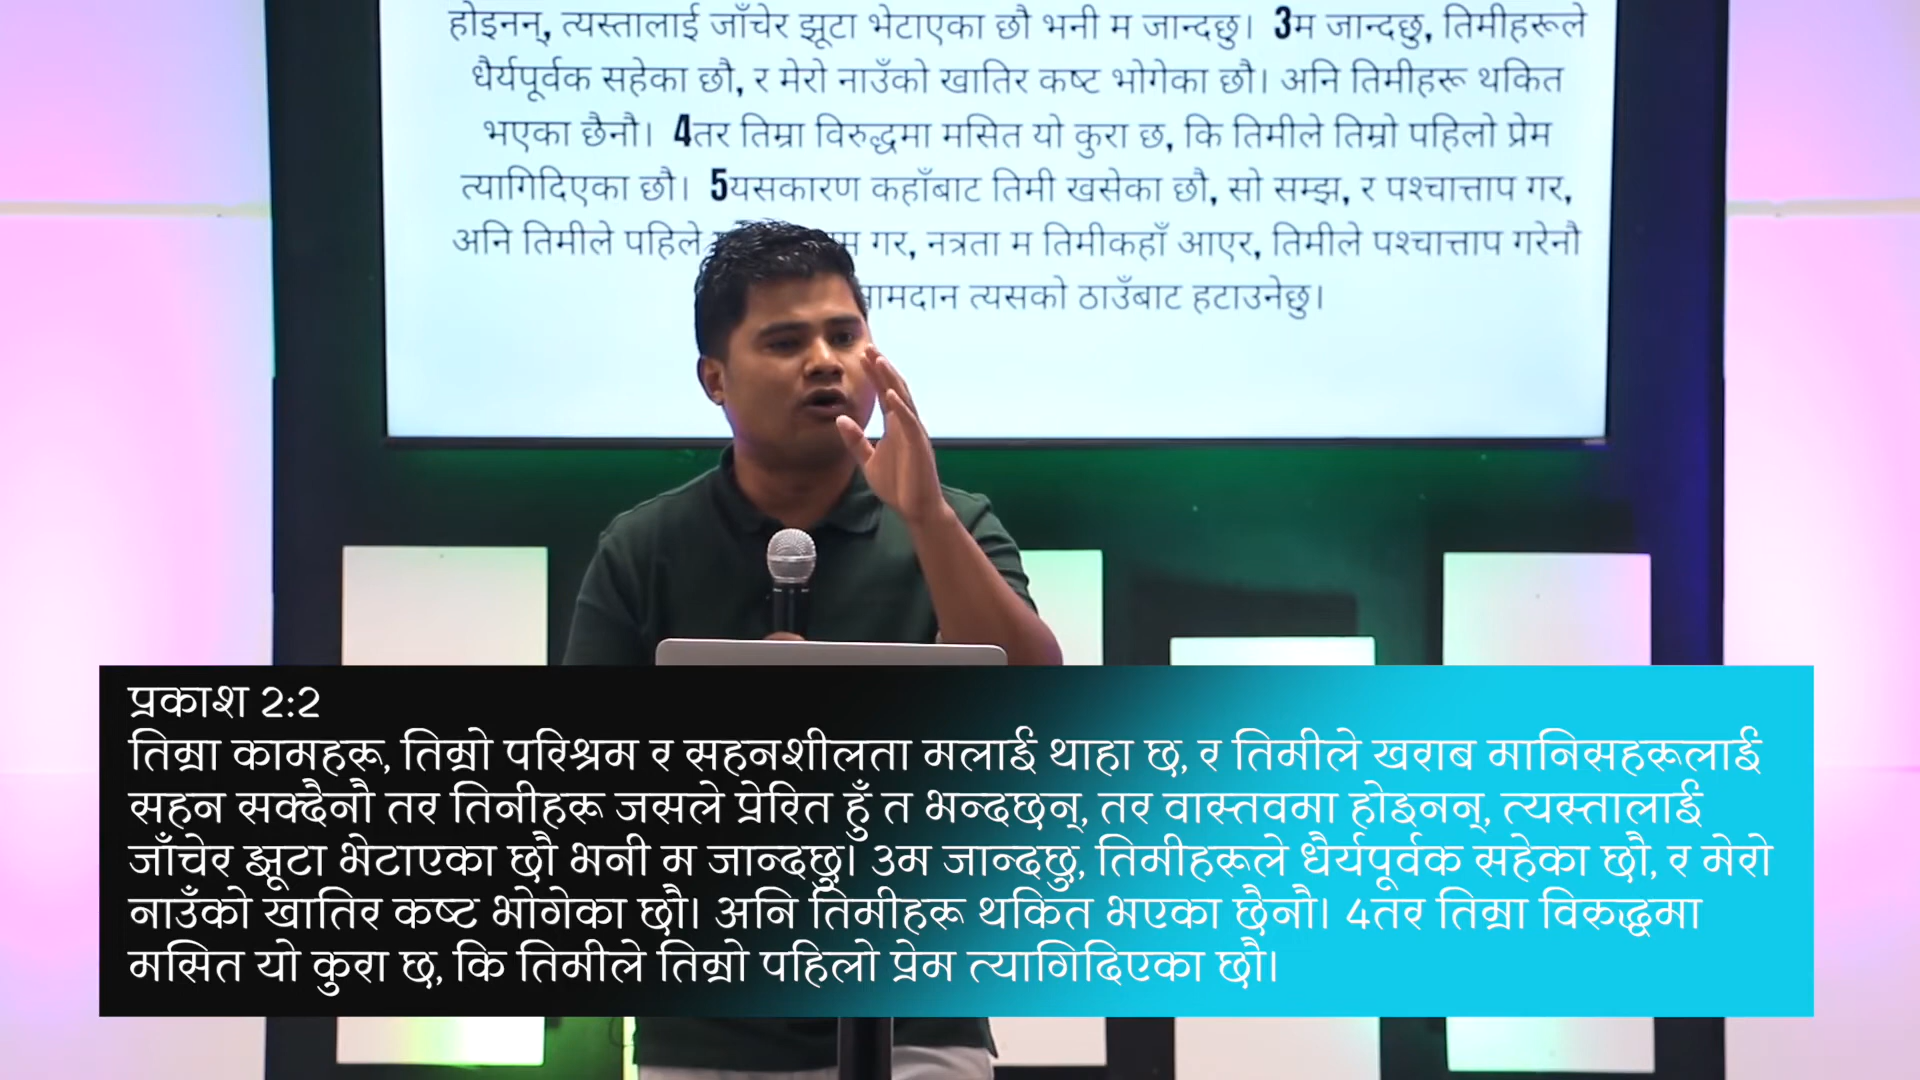 होइनन्, त्यस्तालाई जाँचेर झूटा भेटाएका छौ भनी म जान्दछु। 3म जान्दछु, तिमीहरूले
धैर्यपूर्वक सहेका छौ, र मेरो नाउँको खातिर कष्ट भोगेका छौ। अनि तिमीहरू थकित
भएका छैनौ। 4तर तिम्रा विरुद्धमा मसित यो कुरा छ, कि तिमीले तिम्रो पहिलो प्रेम
त्यागिदिएका छौ। 5यसकारण कहाँबाट तिमी खसेका छौ, सो सम्झ, र पश्चात्ताप गर,
अनि तिमीले पहिले गर, नत्रता म तिमीकहाँ आएर, तिमीले पश्चात्ताप गरेनौ
त्यसको ठाउँबाट हटाउनेछु।
प्रकाश 2:2
तिम्रा कामहरू, तिम्रो परिश्रम र सहनशीलता मलाई थाहा छ, र तिमीले खराब मानिसहरूलाई
सहन सक्दैनौ तर तिनीहरू जसले प्रेरित हुँ त भन्दछन्, तर वास्तवमा होइनन्, त्यस्तालाई
जाँचेर झूटा भेटाएका छौ भनी म जान्दछु। 3म जान्दछु, तिमीहरूले धैर्यपूर्वक सहेका छौ, र मेरो
नाउँको खातिर कष्ट भोगेका छौ। अनि तिमीहरू थकित भएका छैनौ। 4तर तिम्रा विरुद्धमा
मसित यो कुरा छ, कि तिमीले तिम्रो पहिलो प्रेम त्यागिदिएका छौ।